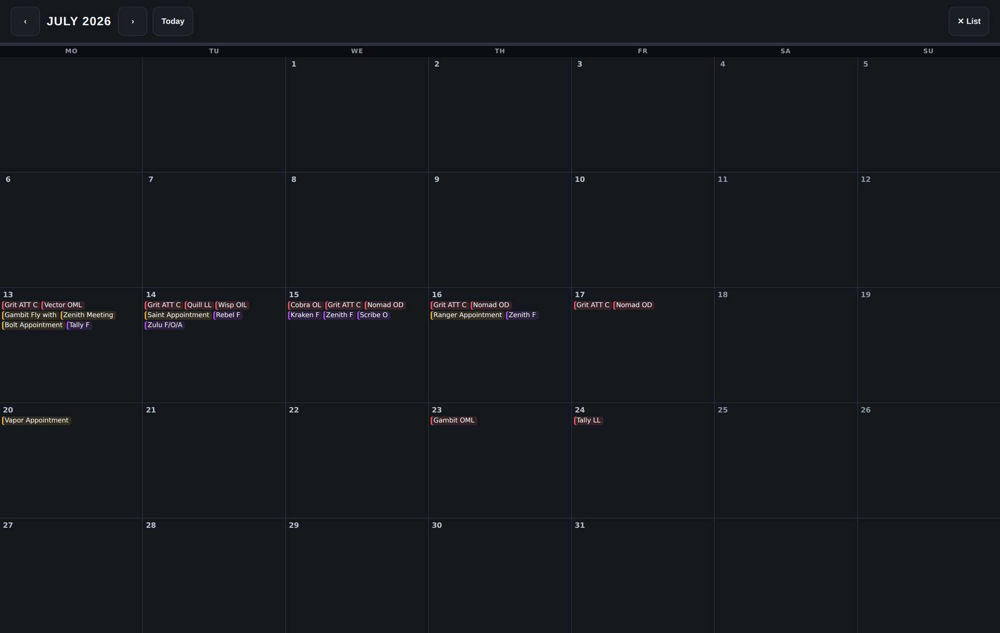 ‹ JULY 2026 › Today ✕ List
MO TU WE TH FR SA SU
1 2 3 4 5
6 7 8 9 10 11 12
13 14 15 16 17 18 19
Grit ATT C Vector OML Grit ATT C Quill LL Wisp OIL Cobra OL Grit ATT C Nomad OD Grit ATT C Nomad OD Grit ATT C Nomad OD
Gambit Fly with Zenith Meeting Saint Appointment Rebel F Kraken F Zenith F Scribe O Ranger Appointment Zenith F
Bolt Appointment Tally F Zulu F/O/A
20 21 22 23 24 25 26
Vapor Appointment Gambit OML Tally LL
27 28 29 30 31